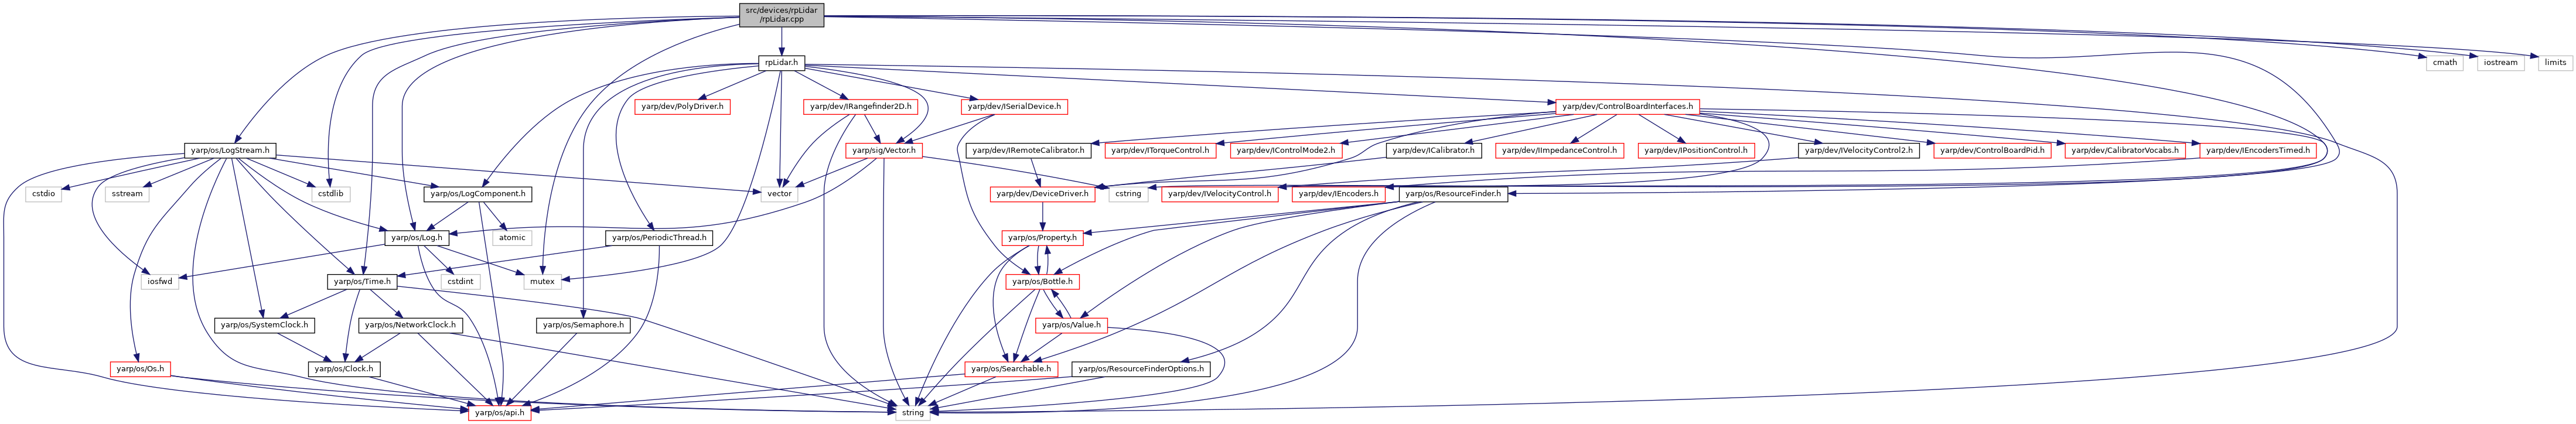 src/devices/rpLidar
/rpLidar.cpp
rpLidar.h
cmath
iostream
limits
yarp/dev/PolyDriver.h
yarp/dev/IRangefinder2D.h
yarp/dev/ISerialDevice.h
yarp/dev/ControlBoardInterfaces.h
yarp/os/LogStream.h
yarp/sig/Vector.h
yarp/dev/IRemoteCalibrator.h
yarp/dev/ITorqueControl.h
yarp/dev/IControlMode2.h
yarp/dev/ICalibrator.h
yarp/dev/IImpedanceControl.h
yarp/dev/IPositionControl.h
yarp/dev/IVelocityControl2.h
yarp/dev/ControlBoardPid.h
yarp/dev/CalibratorVocabs.h
yarp/dev/IEncodersTimed.h
cstdio
sstream
cstdlib
yarp/os/LogComponent.h
vector
yarp/dev/DeviceDriver.h
cstring
yarp/dev/IVelocityControl.h
yarp/dev/IEncoders.h
yarp/os/ResourceFinder.h
yarp/os/Log.h
atomic
yarp/os/PeriodicThread.h
yarp/os/Property.h
iosfwd
yarp/os/Time.h
cstdint
mutex
yarp/os/Bottle.h
yarp/os/SystemClock.h
yarp/os/NetworkClock.h
yarp/os/Semaphore.h
yarp/os/Value.h
yarp/os/Os.h
yarp/os/Clock.h
yarp/os/Searchable.h
yarp/os/ResourceFinderOptions.h
yarp/os/api.h
string